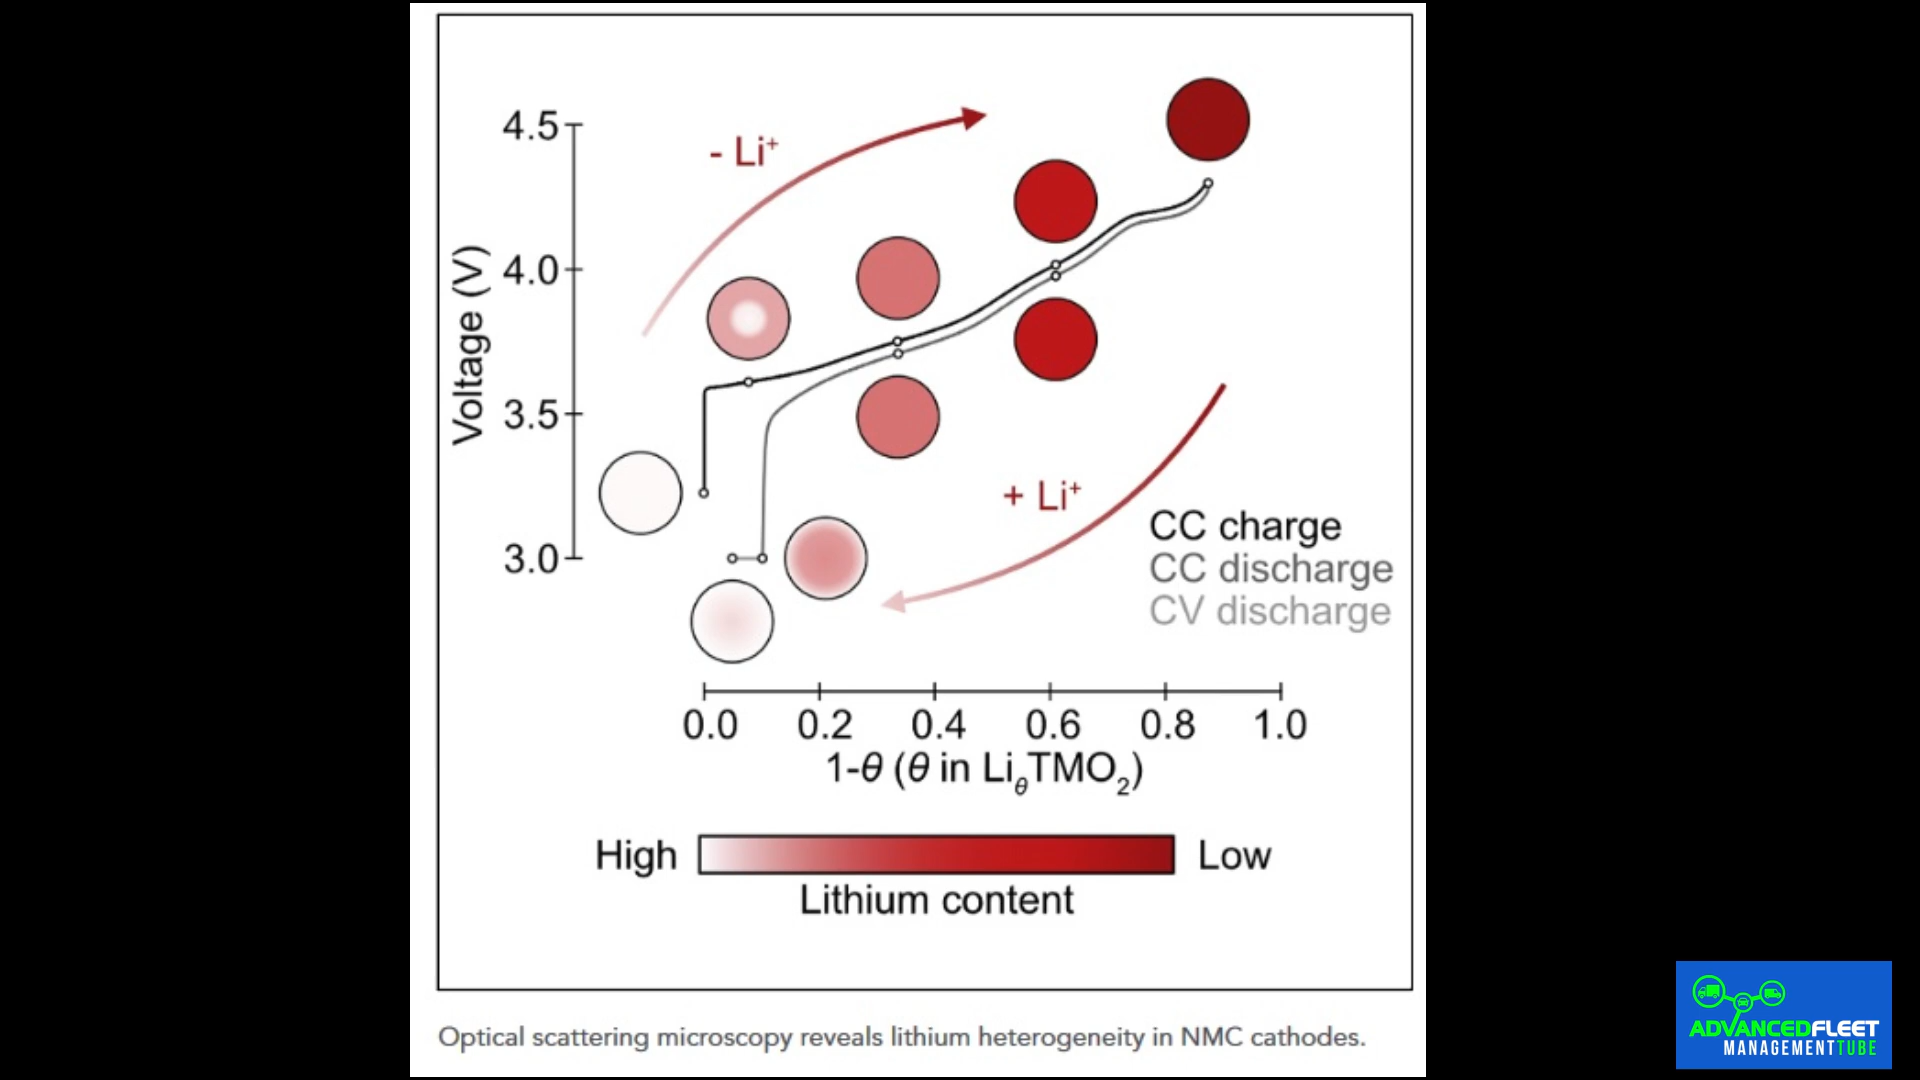 4.5
4.0
3.5
3.0
Voltage (V)
- Li⁺
+ Li⁺
CC charge
CC discharge
CV discharge
0.0 0.2 0.4 0.6 0.8 1.0
1-θ (θ in LiθTMO₂)
High Low
Lithium content
Optical scattering microscopy reveals lithium heterogeneity in NMC cathodes.
ADVANCEDFLEET
MANAGEMENTTUBE